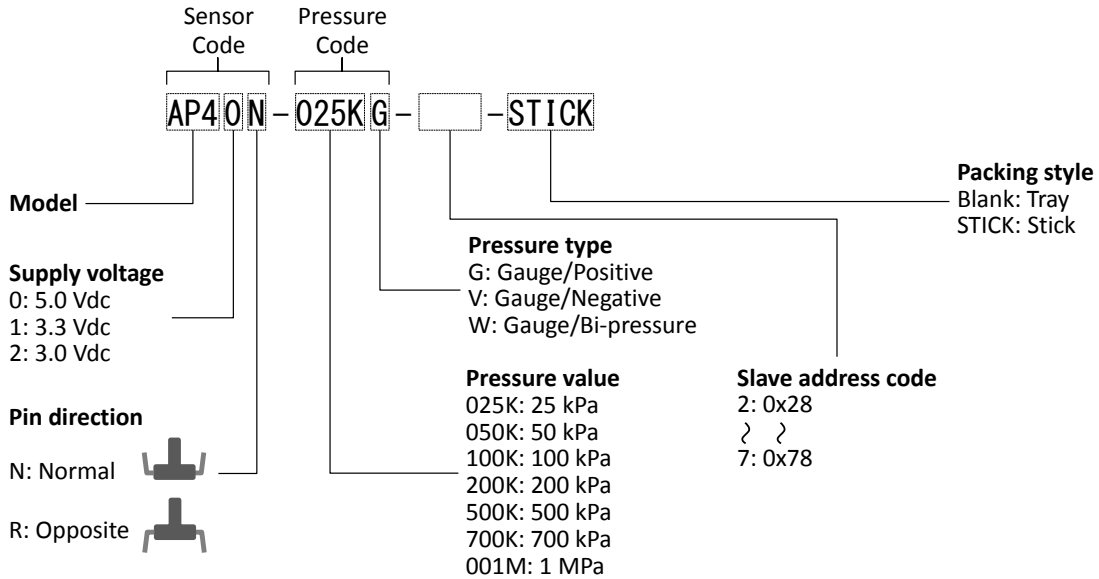 Sensor Code
Pressure Code
AP40N-025KG- -STICK
Model
Supply voltage
0: 5.0 Vdc
1: 3.3 Vdc
2: 3.0 Vdc
Pin direction
N: Normal
R: Opposite
Pressure type
G: Gauge/Positive
V: Gauge/Negative
W: Gauge/Bi-pressure
Pressure value
025K: 25 kPa
050K: 50 kPa
100K: 100 kPa
200K: 200 kPa
500K: 500 kPa
700K: 700 kPa
001M: 1 MPa
Slave address code
2: 0x28
≀ ≀
7: 0x78
Packing style
Blank: Tray
STICK: Stick